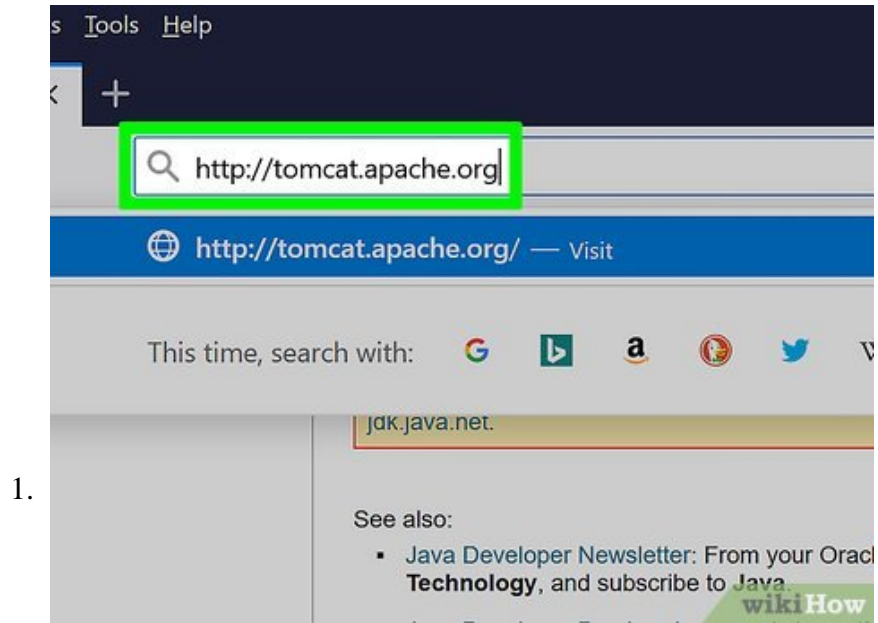 s Tools Help
http://tomcat.apache.org
http://tomcat.apache.org/ — Visit
This time, search with:
jdk.java.net.
1.
See also:
▪ Java Developer Newsletter: From your Oracl
Technology, and subscribe to Java.
wikiHow